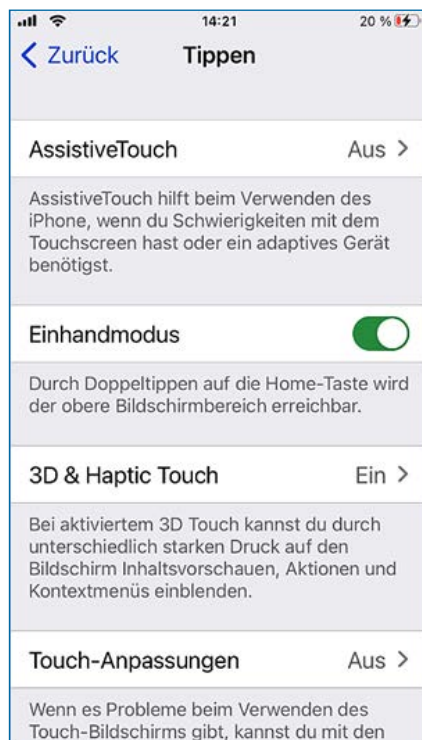 14:21 20 %
Zurück Tippen
AssistiveTouch Aus
AssistiveTouch hilft beim Verwenden des
iPhone, wenn du Schwierigkeiten mit dem
Touchscreen hast oder ein adaptives Gerät
benötigst.
Einhandmodus
Durch Doppeltippen auf die Home-Taste wird
der obere Bildschirmbereich erreichbar.
3D & Haptic Touch Ein
Bei aktiviertem 3D Touch kannst du durch
unterschiedlich starken Druck auf den
Bildschirm Inhaltsvorschauen, Aktionen und
Kontextmenüs einblenden.
Touch-Anpassungen Aus
Wenn es Probleme beim Verwenden des
Touch-Bildschirms gibt, kannst du mit den